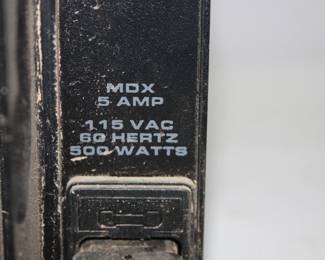 MDX
5 AMP
115 VAC
60 HERTZ
500 WATTS